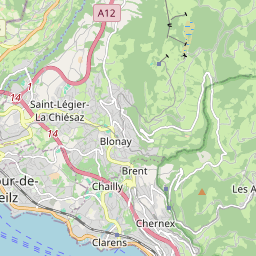 A12
14
Saint-Légier-
La Chiésaz
14
Blonay
Brent
our-de-
eilz
Chailly
Les A
Chernex
Clarens